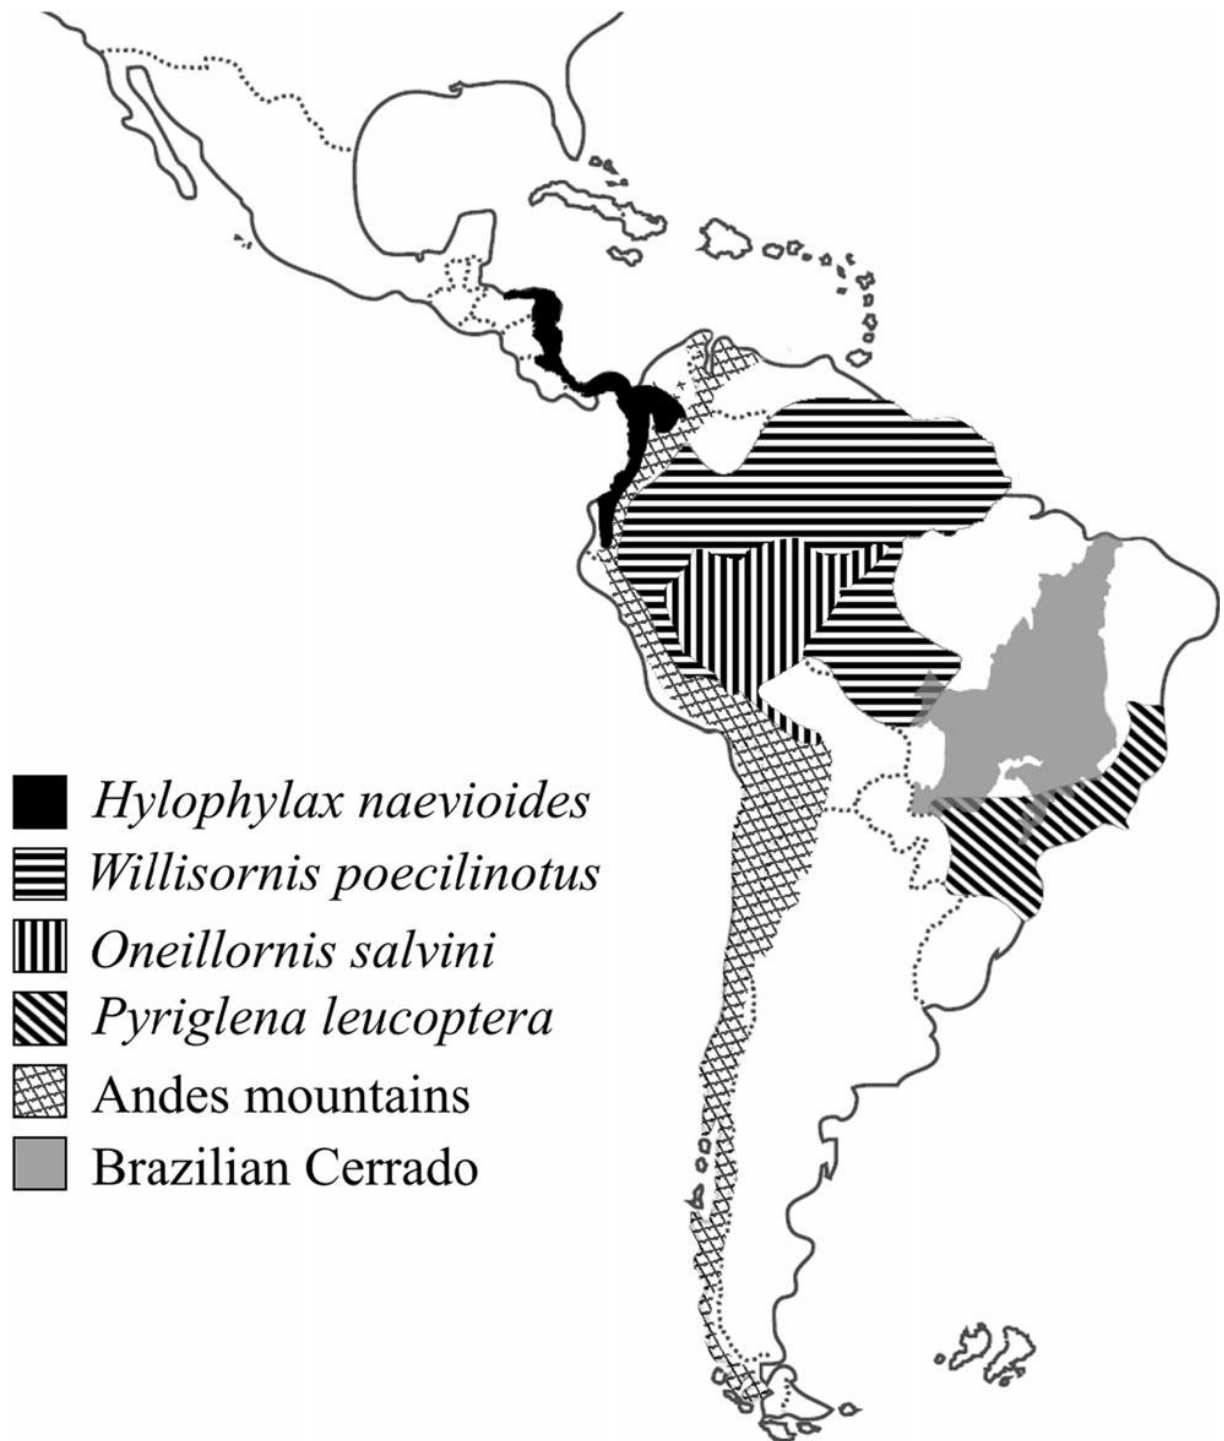 Hylophylax naevioides
Willisornis poecilinotus
Oneillornis salvini
Pyriglena leucoptera
Andes mountains
Brazilian Cerrado